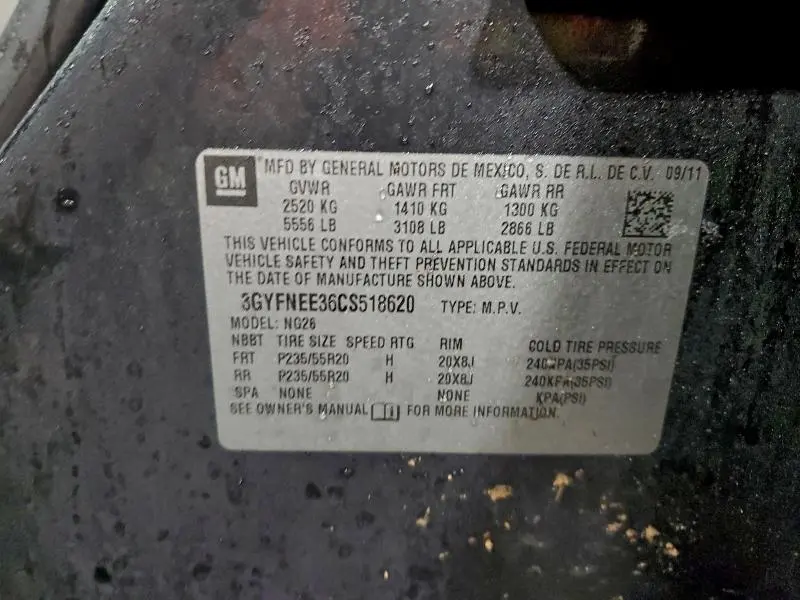 GM MFD BY GENERAL MOTORS DE MEXICO, S. DE R.L. DE C.V. 09/11
GVWR GAWR FRT GAWR RR
2520 KG 1410 KG 1300 KG
5556 LB 3108 LB 2866 LB
THIS VEHICLE CONFORMS TO ALL APPLICABLE U.S. FEDERAL MOTOR
VEHICLE SAFETY AND THEFT PREVENTION STANDARDS IN EFFECT ON
THE DATE OF MANUFACTURE SHOWN ABOVE.
3GYFNEE36CS518620 TYPE: M.P.V.
MODEL: NG26
NBBT TIRE SIZE SPEED RTG RIM COLD TIRE PRESSURE
FRT P235/55R20 H 20X8J 240KPA(35PSI)
RR P235/55R20 H 20X8J 240KPA(35PSI)
SPA NONE NONE KPA(PSI)
SEE OWNER'S MANUAL FOR MORE INFORMATION.